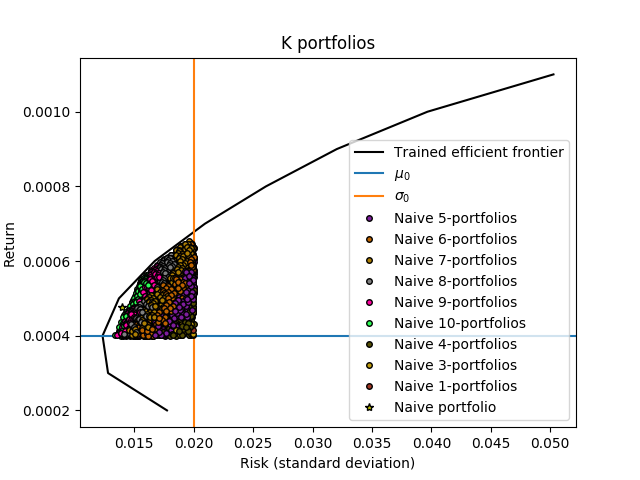 K portfolios
0.0010
0.0008
0.0006
0.0004
0.0002
Return
Trained efficient frontier
μ0
σ0
Naive 5-portfolios
Naive 6-portfolios
Naive 7-portfolios
Naive 8-portfolios
Naive 9-portfolios
Naive 10-portfolios
Naive 4-portfolios
Naive 3-portfolios
Naive 1-portfolios
Naive portfolio
0.015 0.020 0.025 0.030 0.035 0.040 0.045 0.050
Risk (standard deviation)